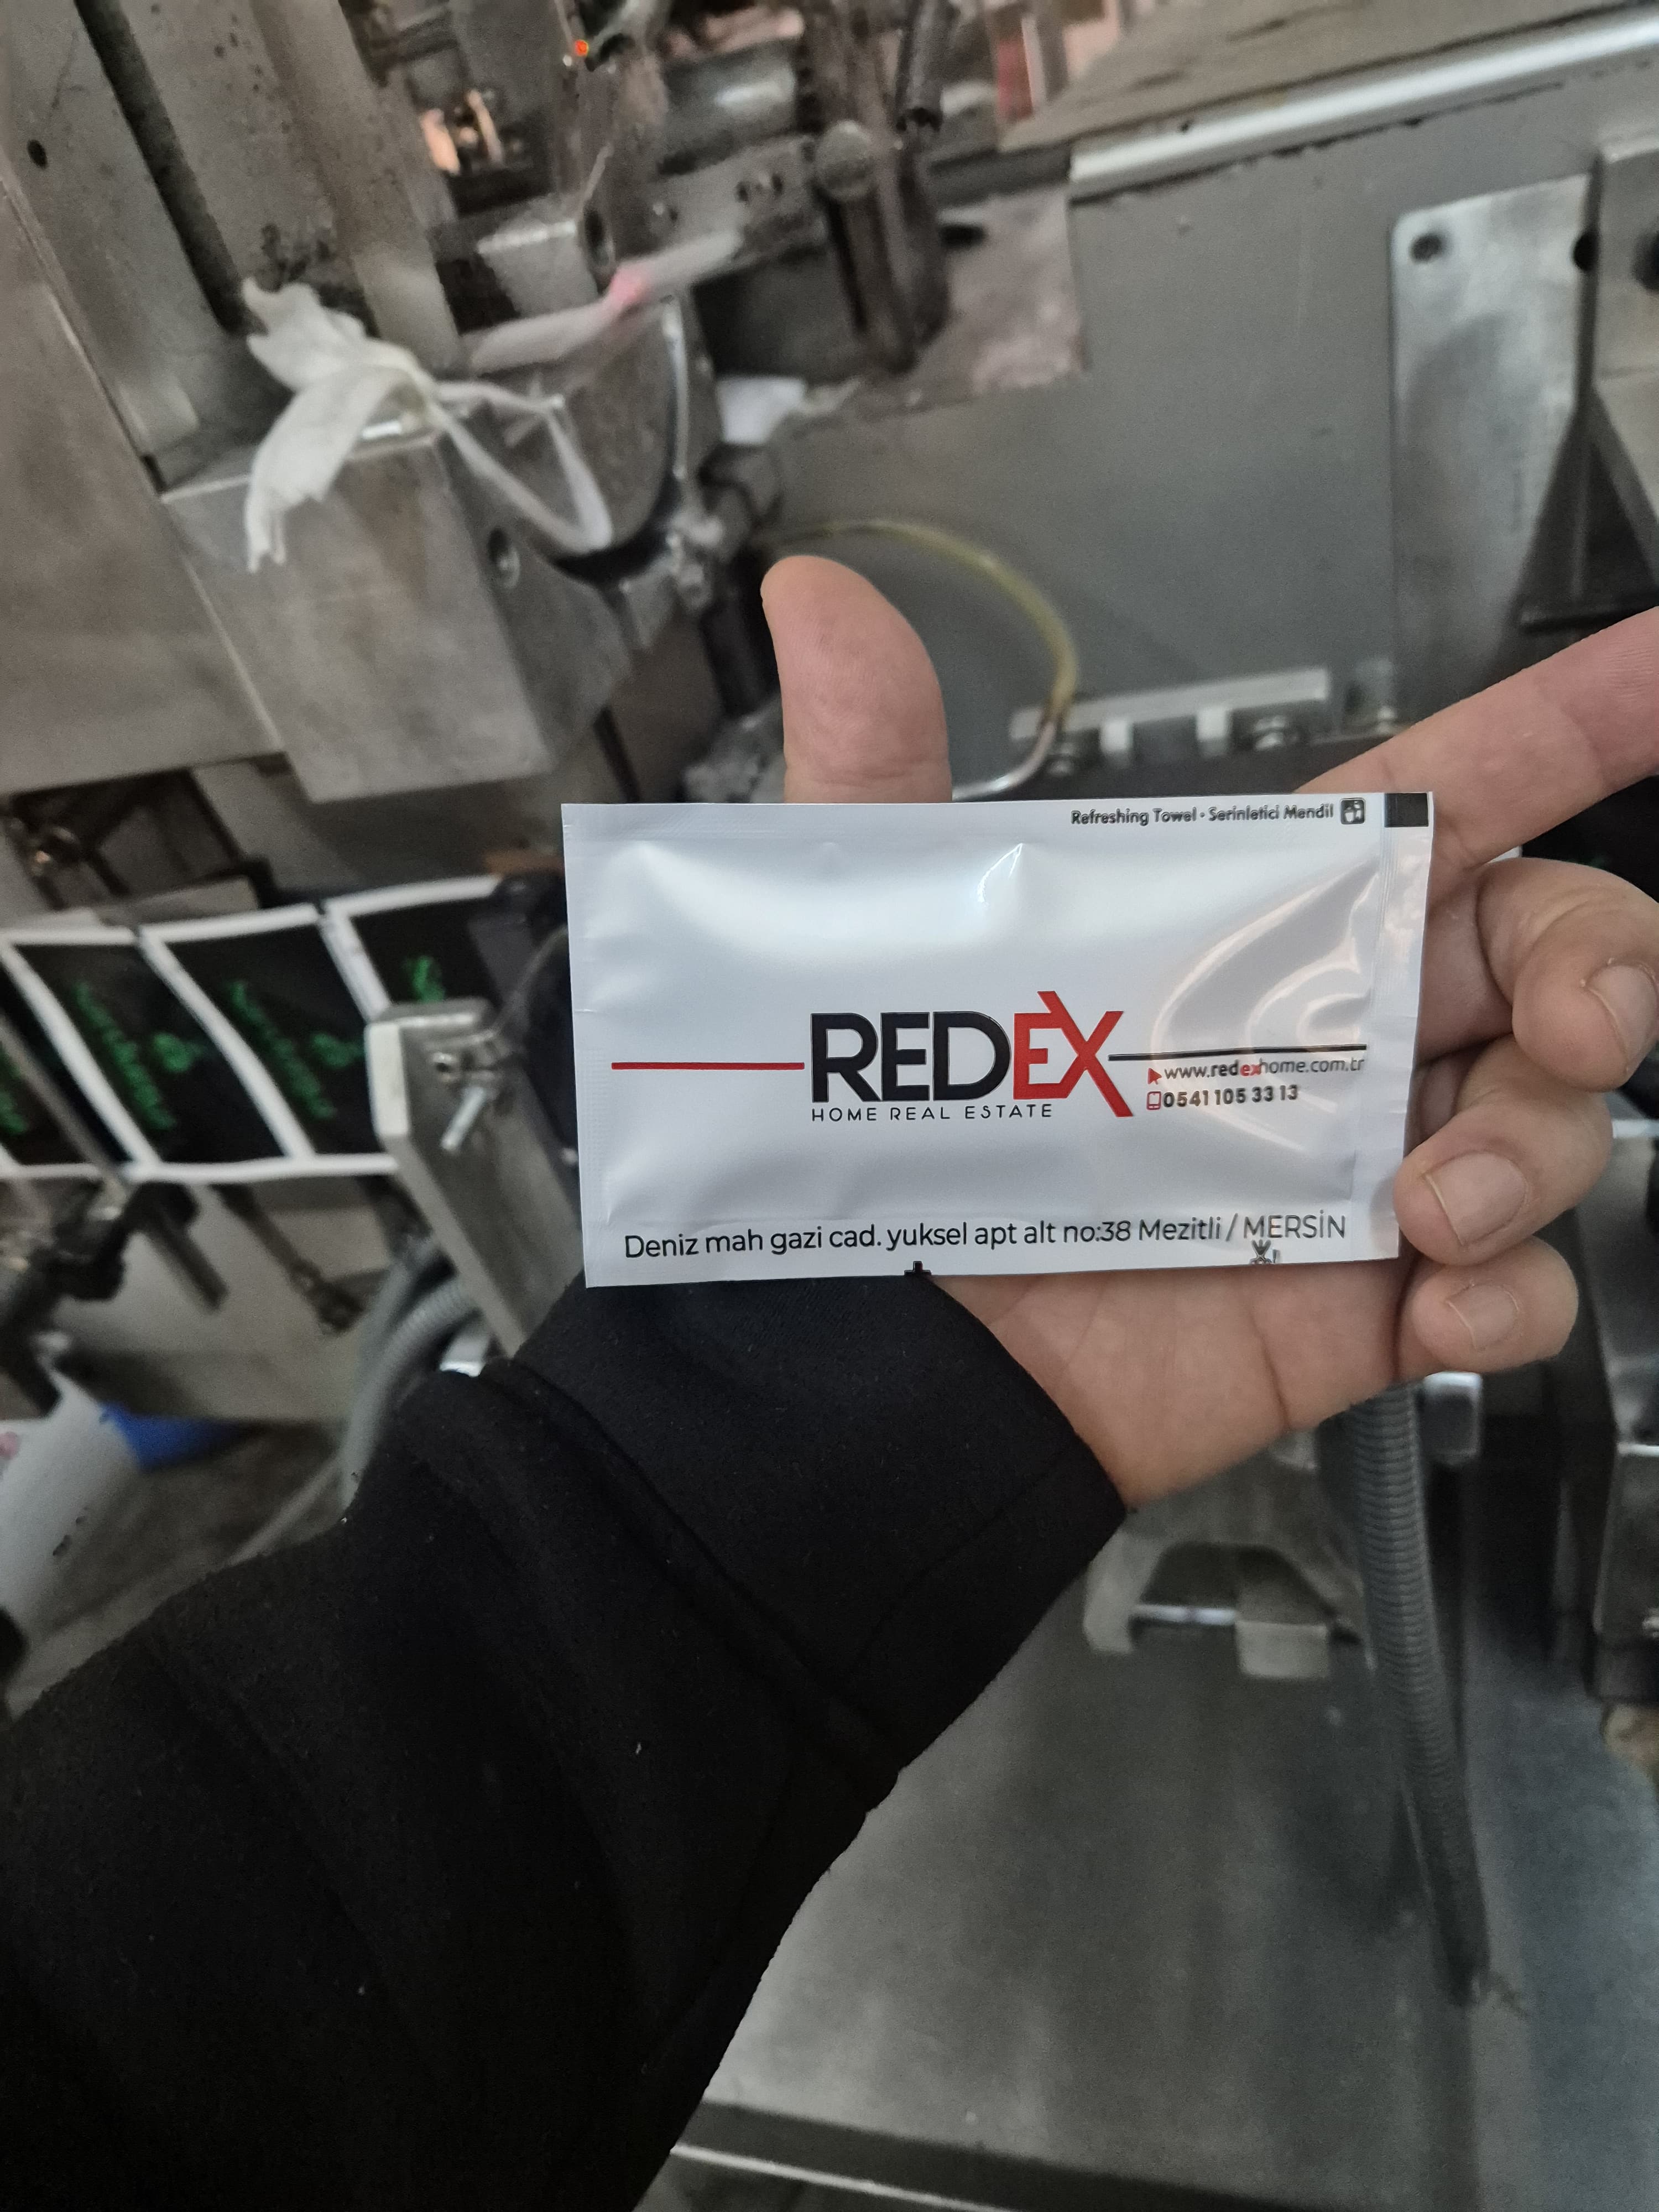 Refreshing Towel - Serinletici Mendil
REDEX
HOME REAL ESTATE
www.redexhome.com.tr
0541 105 33 13
Deniz mah gazi cad. yuksel apt alt no:38 Mezitli / MERSİN